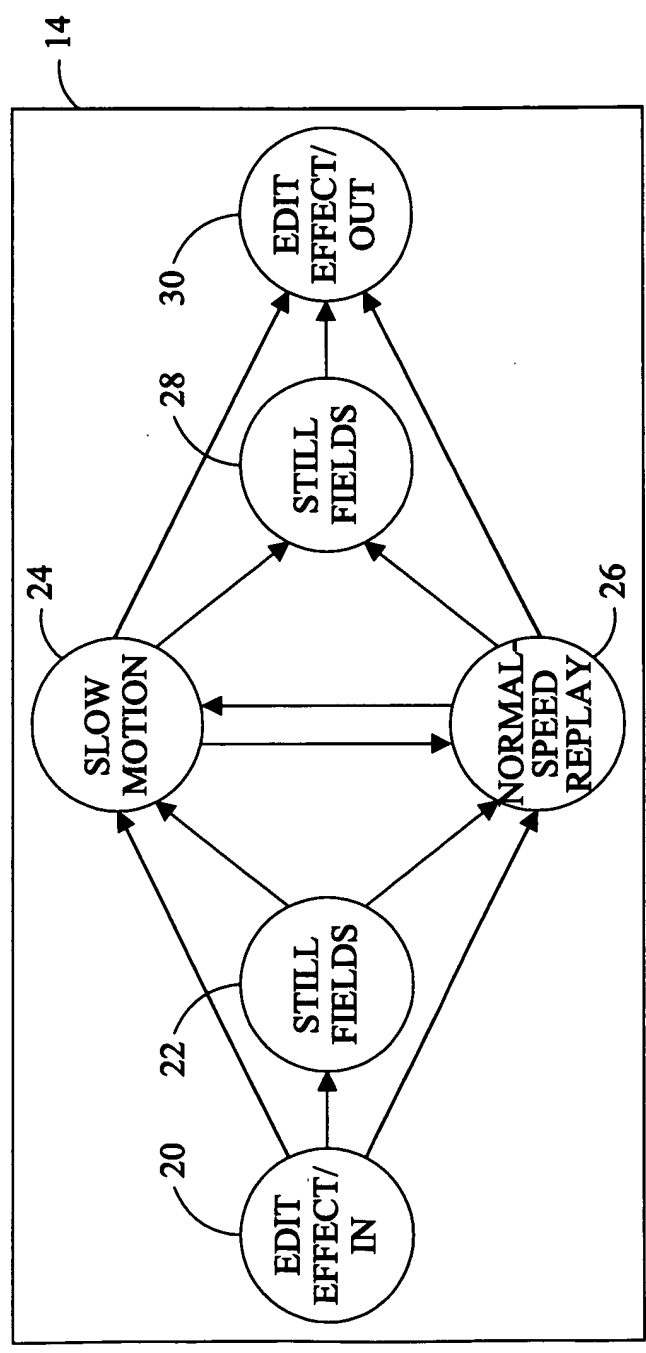 14
20
EDIT
EFFECT/
IN
22
STILL
FIELDS
24
SLOW
MOTION
26
NORMAL
SPEED
REPLAY
28
STILL
FIELDS
30
EDIT
EFFECT/
OUT